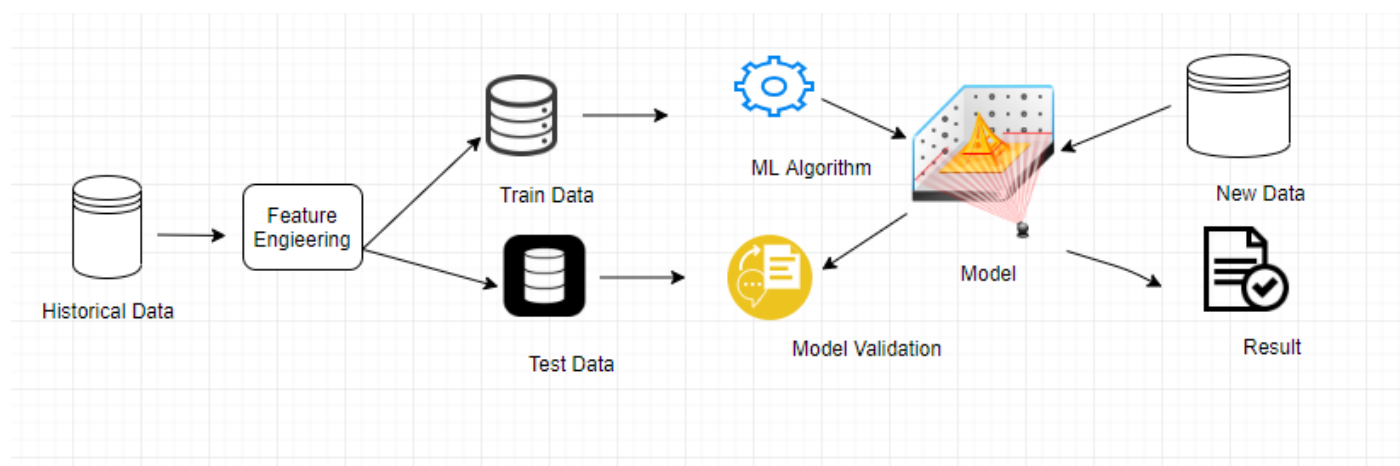 Historical Data
Feature
Engieering
Train Data
Test Data
ML Algorithm
Model Validation
Model
New Data
Result